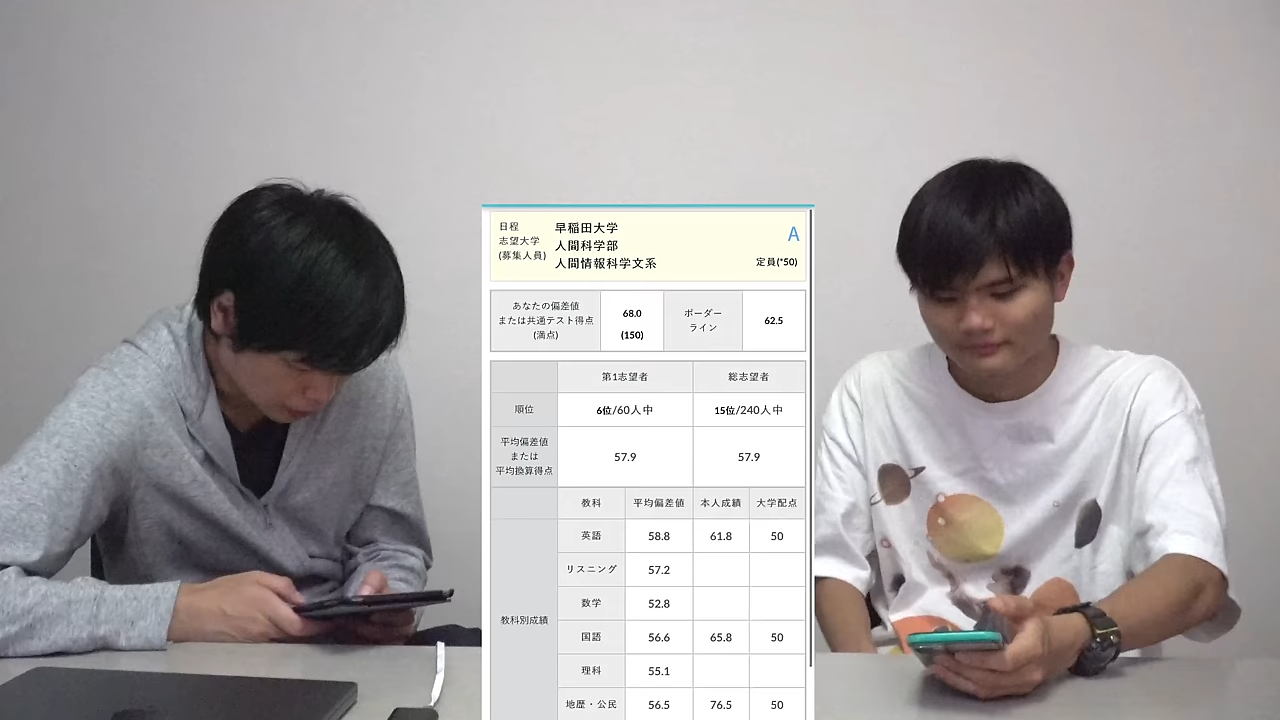 日程
志望大学
(募集人員)
早稲田大学
人間科学部
人間情報科学文系
A
定員(*50)
あなたの偏差値
または共通テスト得点
(満点)
68.0
(150)
ボーダー
ライン
62.5
第1志望者
総志望者
順位
6位/60人中
15位/240人中
平均偏差値
または
平均換算得点
57.9
57.9
教科別成績
教科
平均偏差値
本人成績
大学配点
英語
58.8
61.8
50
リスニング
57.2
数学
52.8
国語
56.6
65.8
50
理科
55.1
地歴・公民
56.5
76.5
50